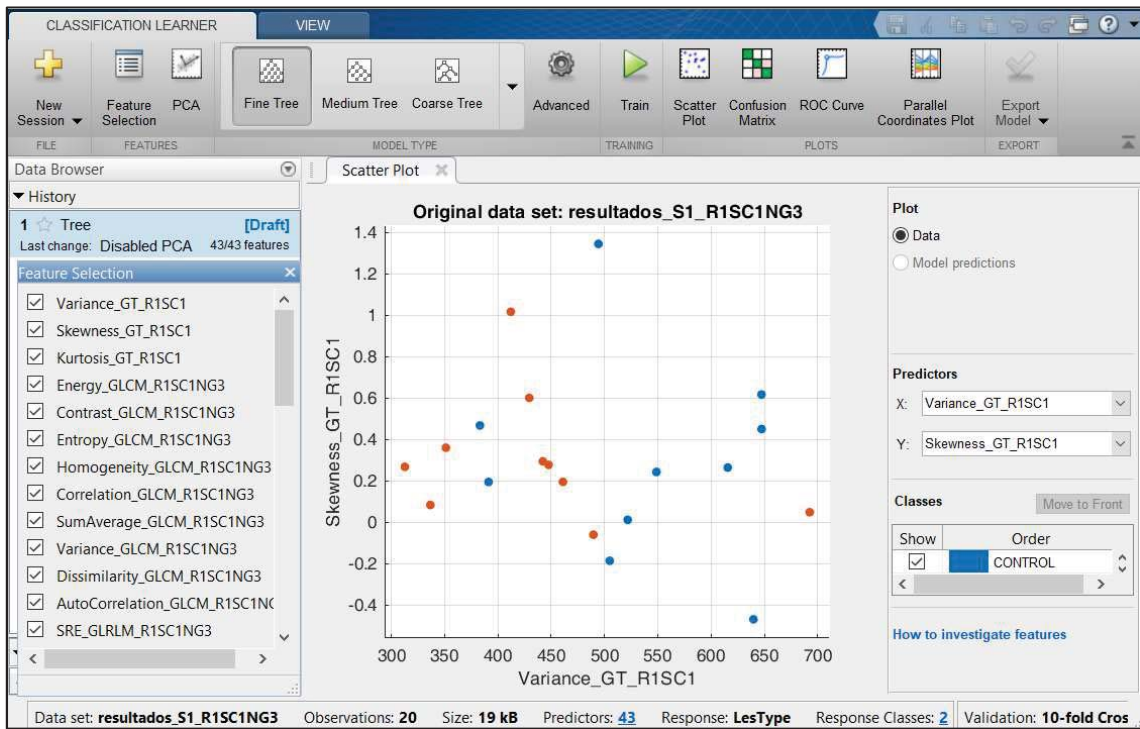 CLASSIFICATION LEARNER VIEW
New Session
Feature Selection
PCA
Fine Tree
Medium Tree
Coarse Tree
Advanced
Train
Scatter Plot
Confusion Matrix
ROC Curve
Parallel Coordinates Plot
Export Model
FILE FEATURES MODEL TYPE TRAINING PLOTS EXPORT
Data Browser
History
1 Tree [Draft]
Last change: Disabled PCA 43/43 features
Feature Selection
Variance_GT_R1SC1
Skewness_GT_R1SC1
Kurtosis_GT_R1SC1
Energy_GLCM_R1SC1NG3
Contrast_GLCM_R1SC1NG3
Entropy_GLCM_R1SC1NG3
Homogeneity_GLCM_R1SC1NG3
Correlation_GLCM_R1SC1NG3
SumAverage_GLCM_R1SC1NG3
Variance_GLCM_R1SC1NG3
Dissimilarity_GLCM_R1SC1NG3
AutoCorrelation_GLCM_R1SC1NG
SRE_GLRLM_R1SC1NG3
Scatter Plot
Original data set: resultados_S1_R1SC1NG3
1.4
1.2
1
0.8
0.6
0.4
0.2
0
-0.2
-0.4
Skewness_GT_R1SC1
300 350 400 450 500 550 600 650 700
Variance_GT_R1SC1
Plot
Data
Model predictions
Predictors
X: Variance_GT_R1SC1
Y: Skewness_GT_R1SC1
Classes Move to Front
Show Order
CONTROL
How to investigate features
Data set: resultados_S1_R1SC1NG3 Observations: 20 Size: 19 kB Predictors: 43 Response: LesType Response Classes: 2 Validation: 10-fold Cros